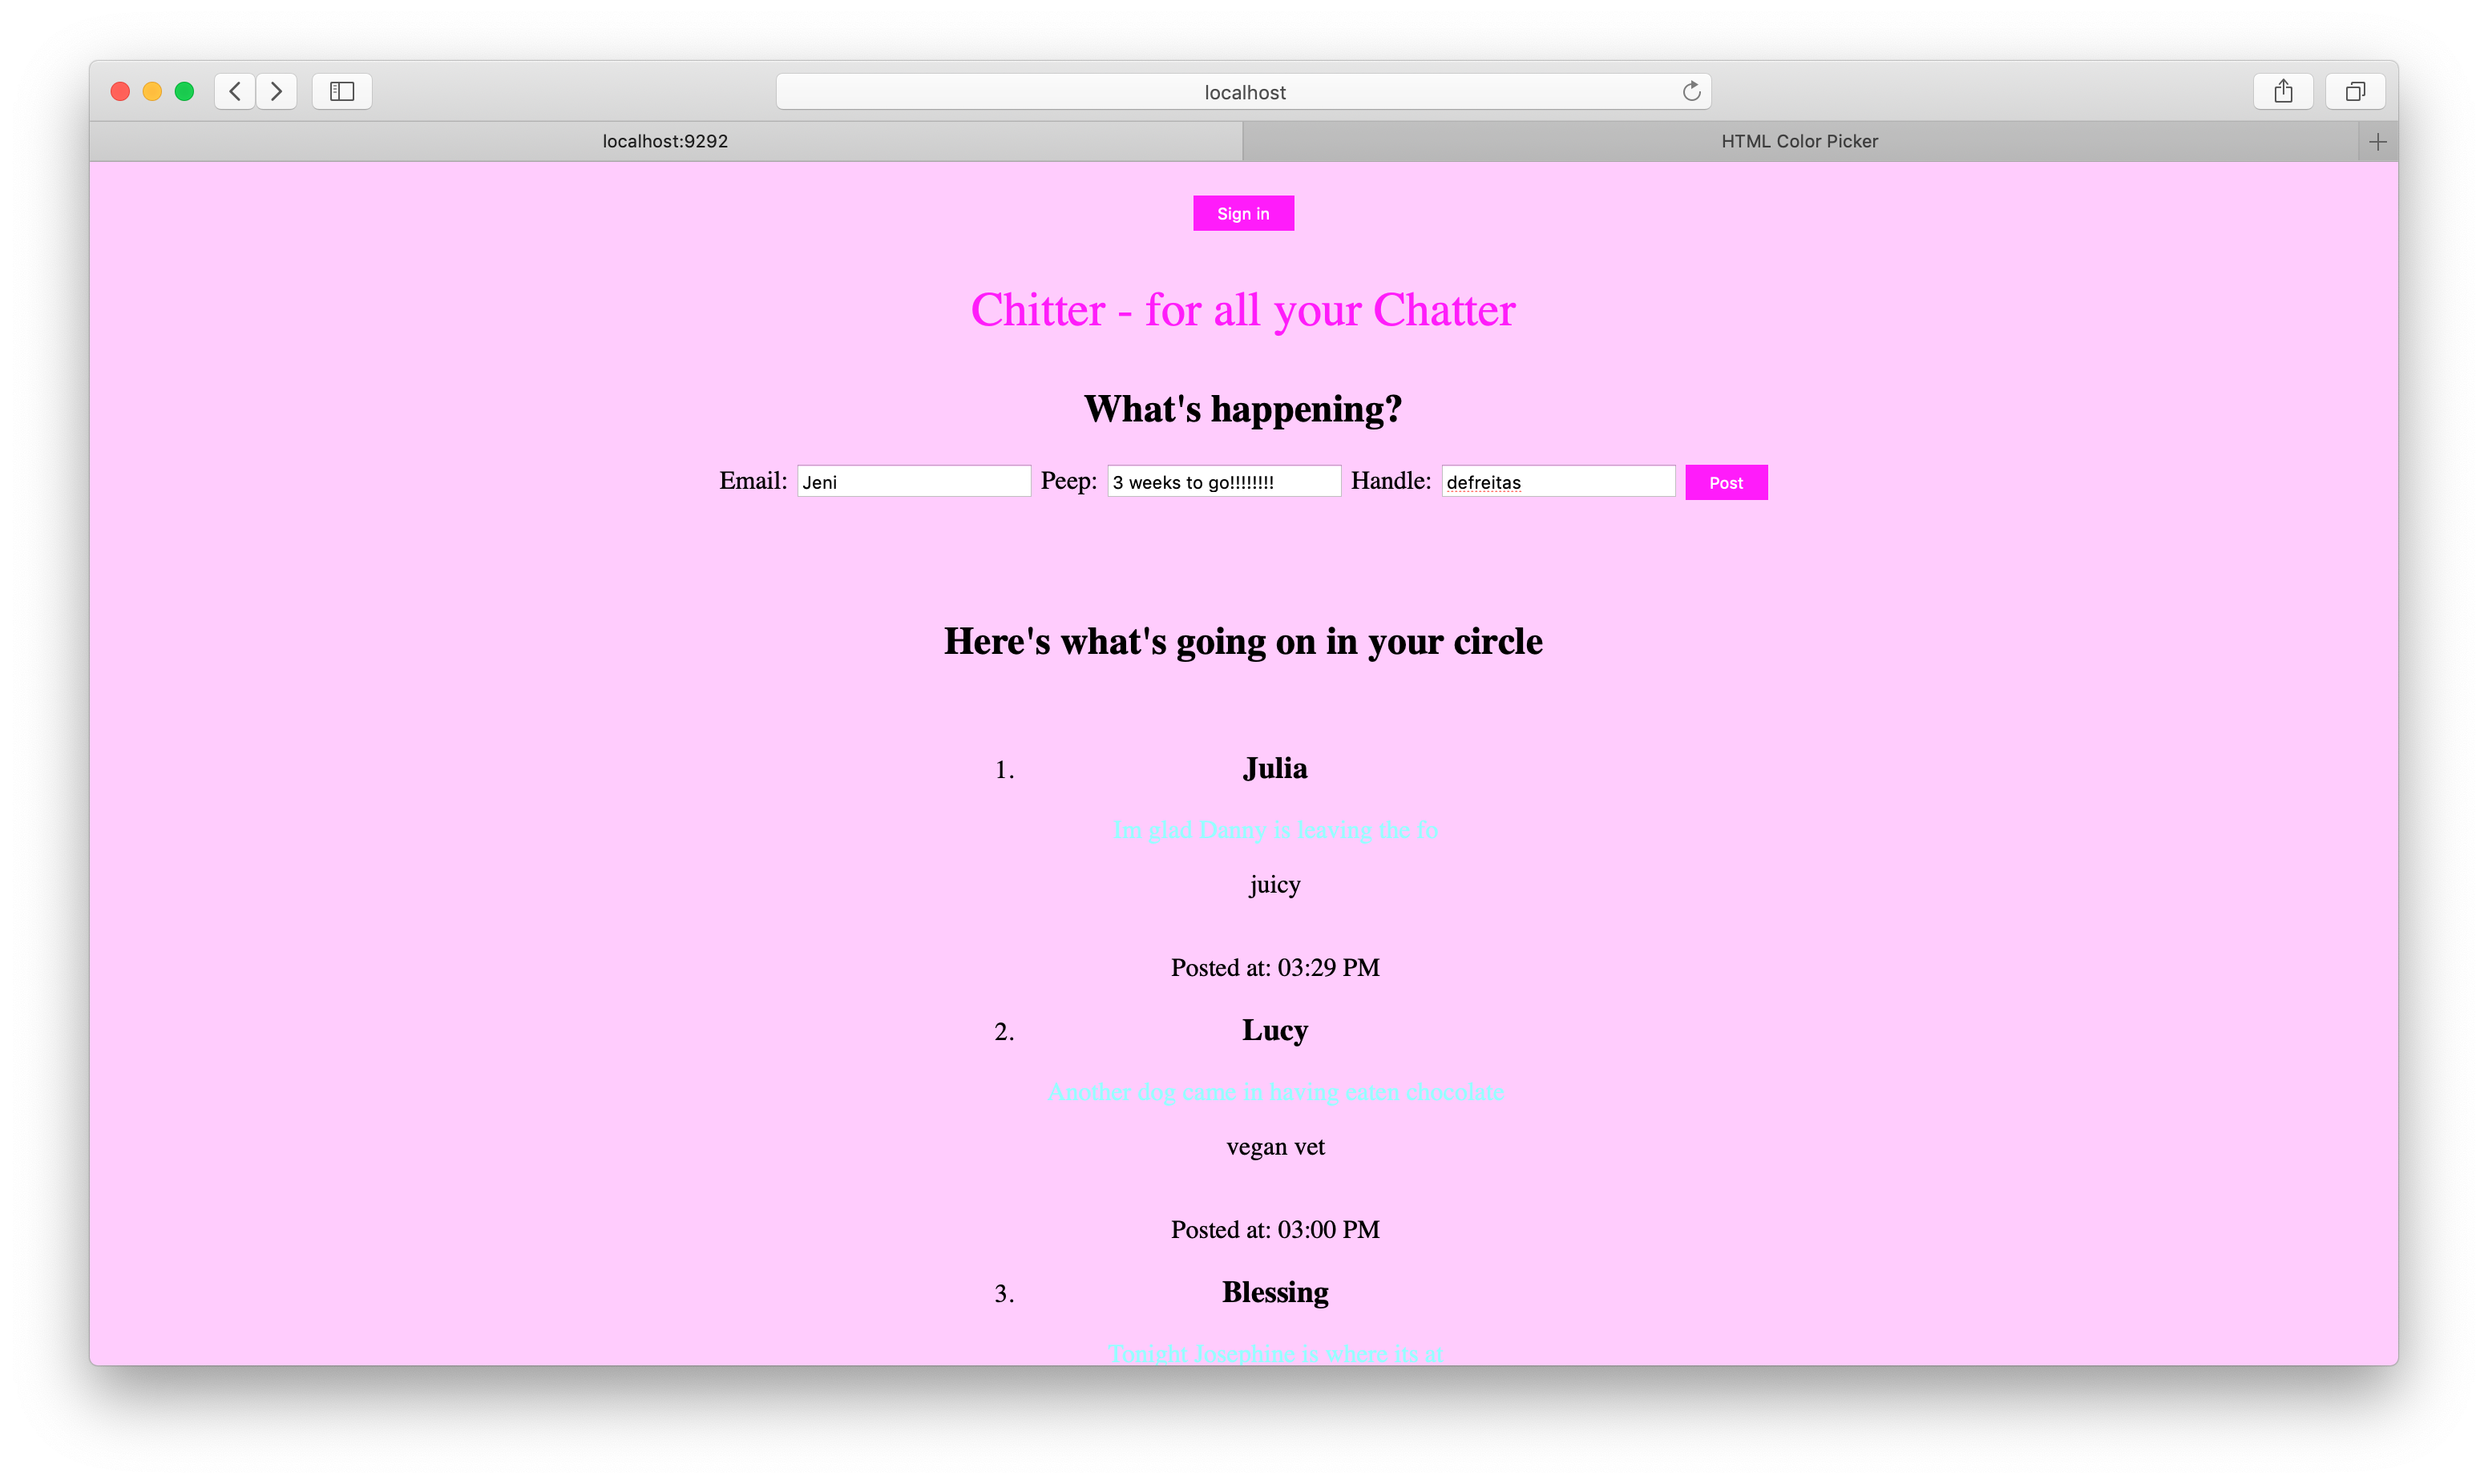 localhost
localhost:9292
HTML Color Picker
Sign in
Chitter - for all your Chatter
What's happening?
Email: Jeni Peep: 3 weeks to go!!!!!!!! Handle: defreitas Post
Here's what's going on in your circle
1. Julia
Im glad Danny is leaving the fo
juicy
Posted at: 03:29 PM
2. Lucy
Another dog came in having eaten chocolate
vegan vet
Posted at: 03:00 PM
3. Blessing
Tonight Josephine is where its at